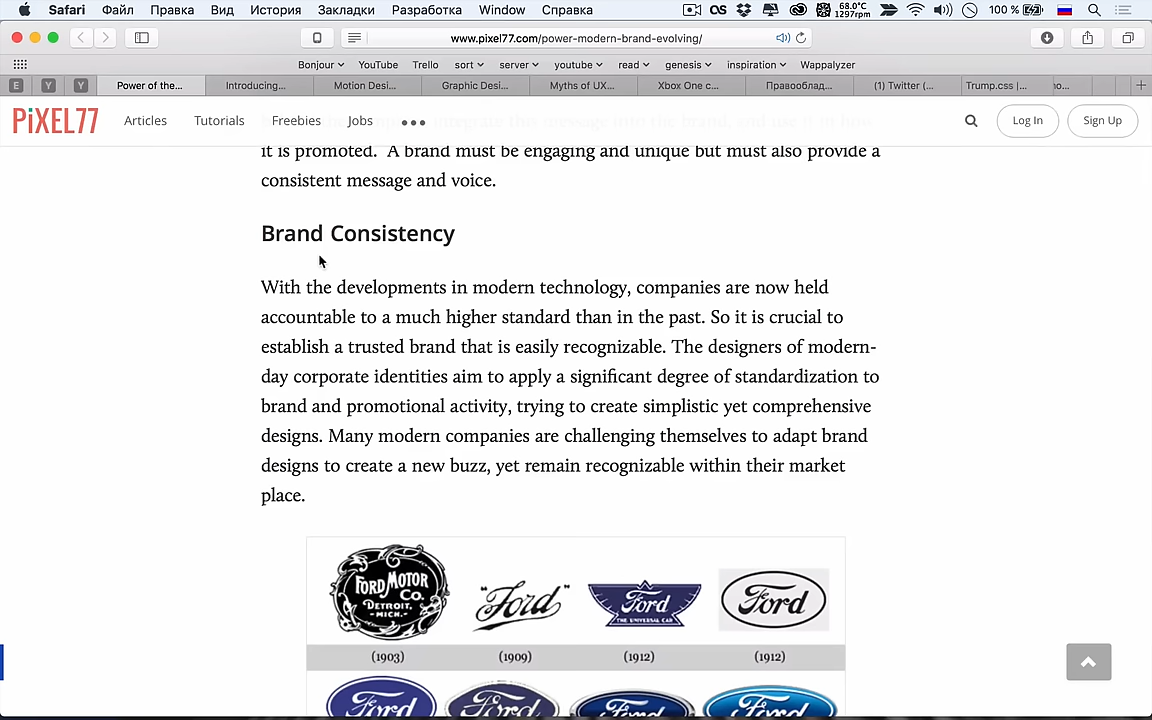 Safari Файл Правка Вид История Закладки Разработка Window Справка 68.0°C 1297rpm 100 %
www.pixel77.com/power-modern-brand-evolving/
Bonjour YouTube Trello sort server youtube read genesis inspiration Wappalyzer
E Y Y Power of the... Introducing... Motion Desi... Graphic Desi... Myths of UX... Xbox One c... Правооблад... (1) Twitter (... Trump.css |...
PiXEL77 Articles Tutorials Freebies Jobs Log In Sign Up
it is promoted. A brand must be engaging and unique but must also provide a
consistent message and voice.
Brand Consistency
With the developments in modern technology, companies are now held
accountable to a much higher standard than in the past. So it is crucial to
establish a trusted brand that is easily recognizable. The designers of modern-
day corporate identities aim to apply a significant degree of standardization to
brand and promotional activity, trying to create simplistic yet comprehensive
designs. Many modern companies are challenging themselves to adapt brand
designs to create a new buzz, yet remain recognizable within their market
place.
FORD MOTOR
CO.
DETROIT,
-MICH.-
"Ford"
Ford
THE UNIVERSAL CAR
Ford
(1903) (1909) (1912) (1912)
Ford Ford Ford Ford